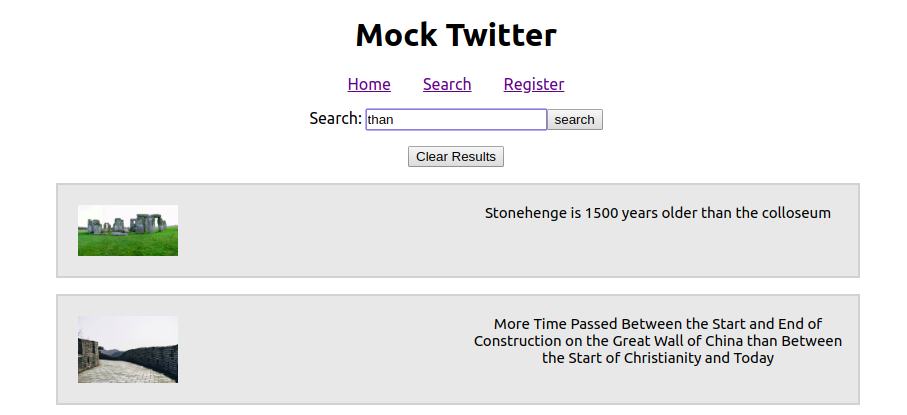 Mock Twitter
Home Search Register
Search: than search
Clear Results
Stonehenge is 1500 years older than the colloseum
More Time Passed Between the Start and End of
Construction on the Great Wall of China than Between
the Start of Christianity and Today